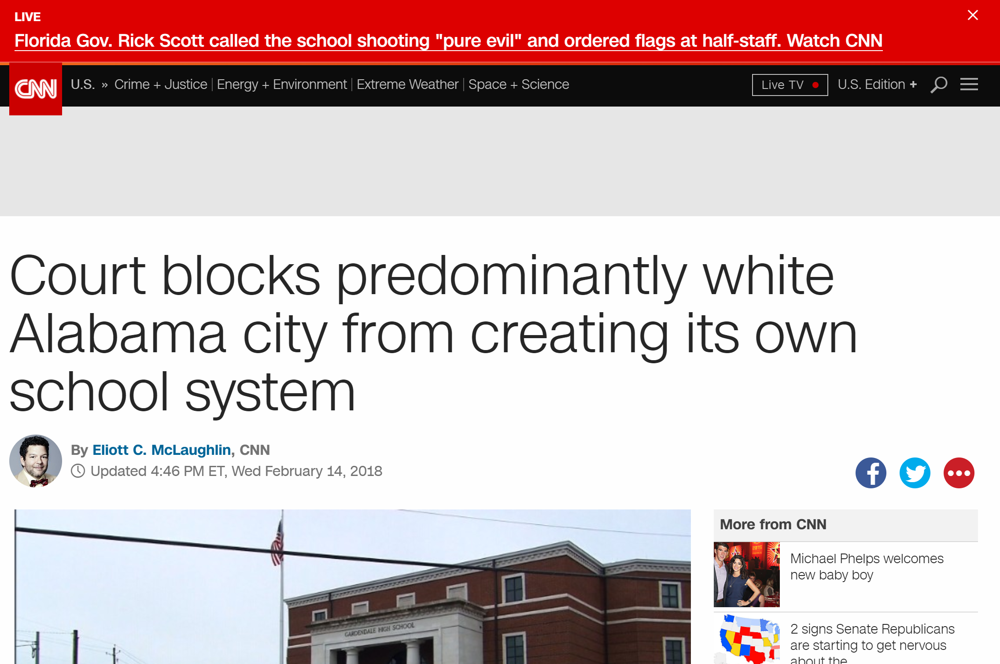 LIVE
Florida Gov. Rick Scott called the school shooting "pure evil" and ordered flags at half-staff. Watch CNN
CNN
U.S. » Crime + Justice | Energy + Environment | Extreme Weather | Space + Science
Live TV
U.S. Edition +
Court blocks predominantly white
Alabama city from creating its own
school system
By Eliott C. McLaughlin, CNN
Updated 4:46 PM ET, Wed February 14, 2018
GARDENDALE HIGH SCHOOL
More from CNN
2015
Michael Phelps welcomes
new baby boy
2 signs Senate Republicans
are starting to get nervous
about the